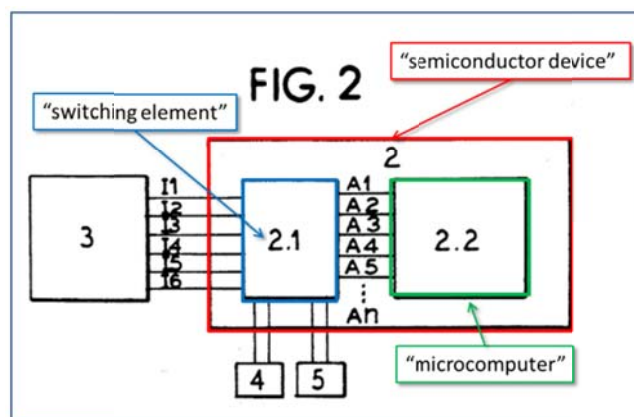 “semiconductor device”
FIG. 2
“switching element”
2
I1
I2
I3
I4
I5
I6
3
2.1
A1
A2
A3
A4
A5
An
2.2
4
5
“microcomputer”